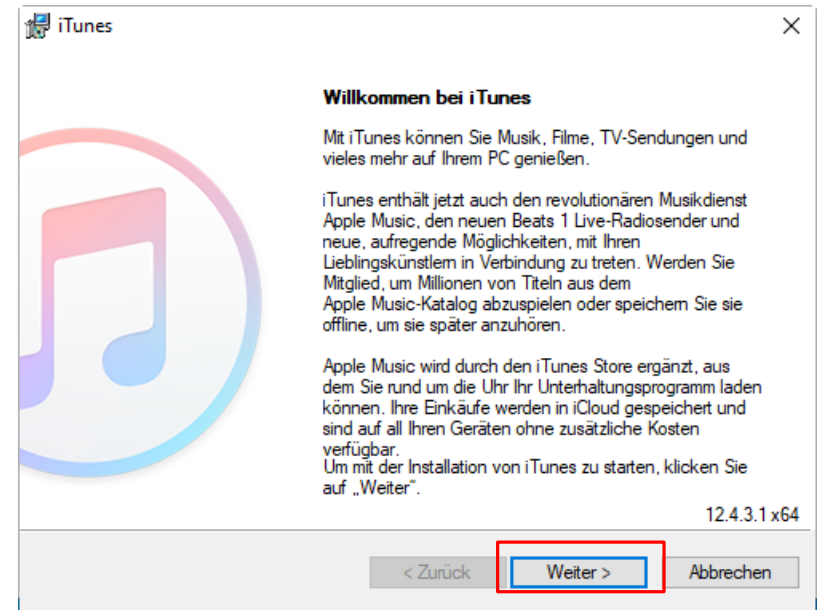 iTunes
Willkommen bei iTunes
Mit iTunes können Sie Musik, Filme, TV-Sendungen und
vieles mehr auf Ihrem PC genießen.
iTunes enthält jetzt auch den revolutionären Musikdienst
Apple Music, den neuen Beats 1 Live-Radiosender und
neue, aufregende Möglichkeiten, mit Ihren
Lieblingskünstlern in Verbindung zu treten. Werden Sie
Mitglied, um Millionen von Titeln aus dem
Apple Music-Katalog abzuspielen oder speichern Sie sie
offline, um sie später anzuhören.
Apple Music wird durch den iTunes Store ergänzt, aus
dem Sie rund um die Uhr Ihr Unterhaltungsprogramm laden
können. Ihre Einkäufe werden in iCloud gespeichert und
sind auf all Ihren Geräten ohne zusätzliche Kosten
verfügbar.
Um mit der Installation von iTunes zu starten, klicken Sie
auf „Weiter“.
12.4.3.1 x64
< Zurück
Weiter >
Abbrechen